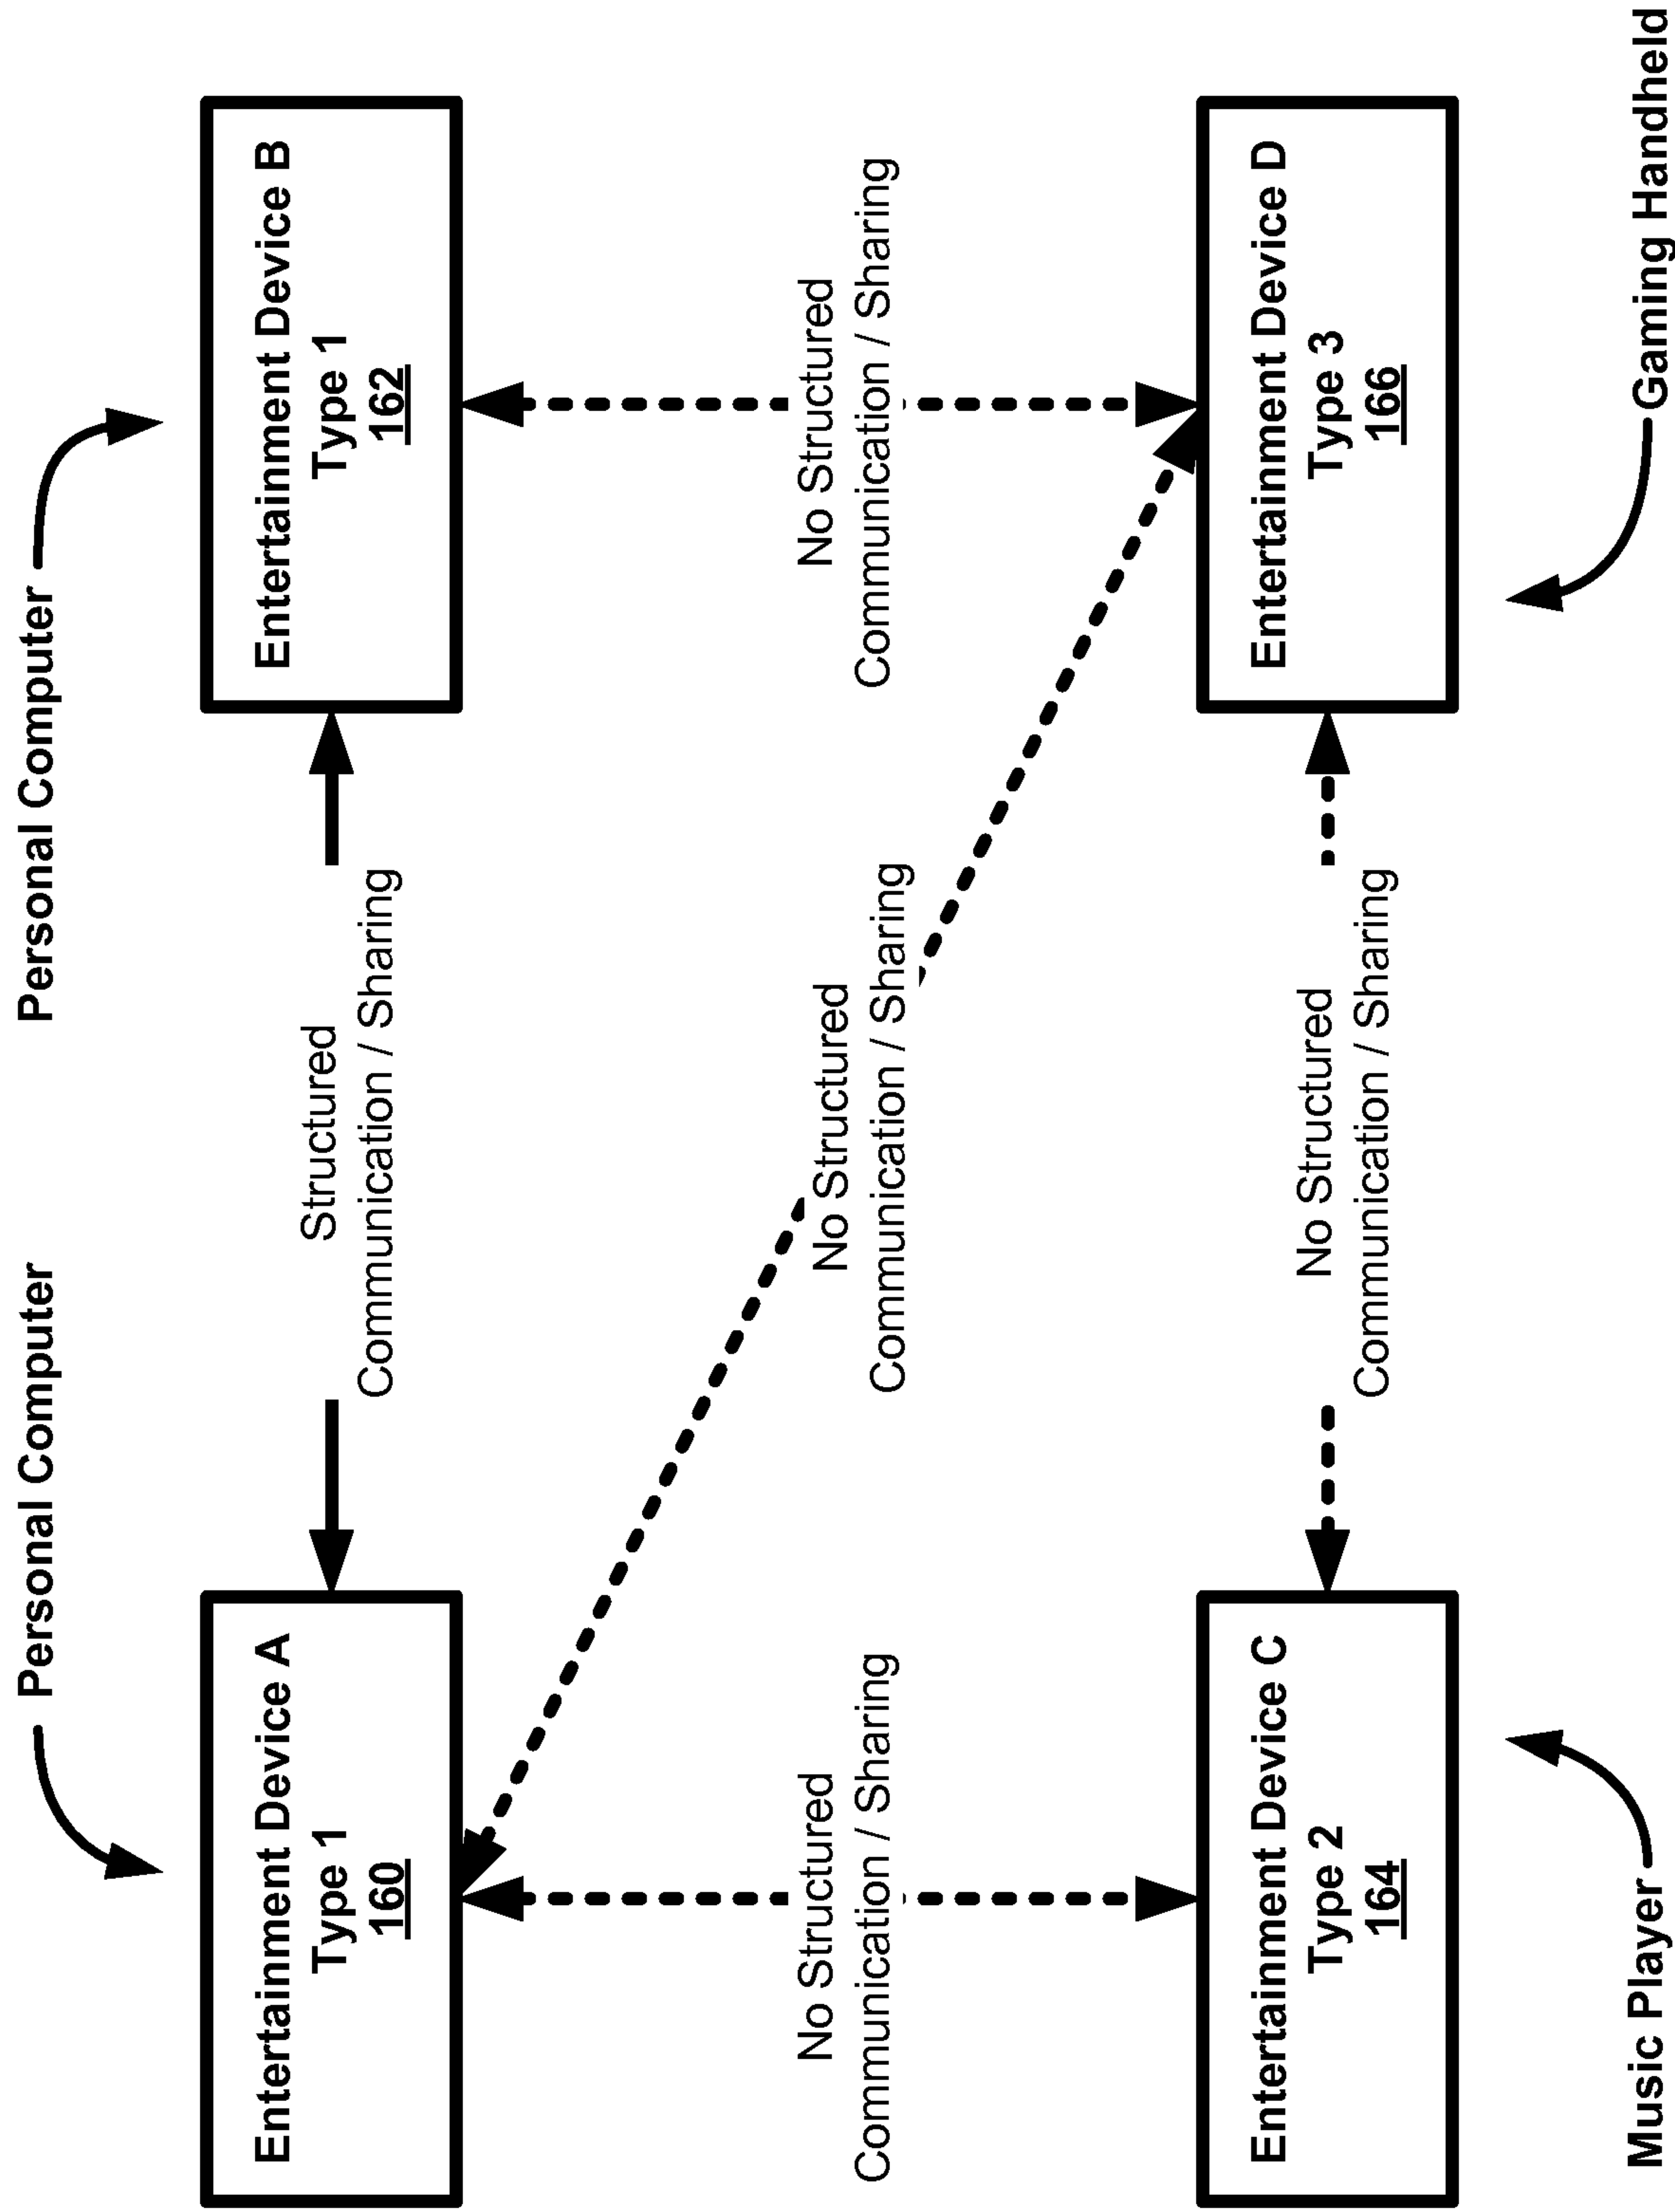 Personal Computer
Personal Computer
Entertainment Device A
Type 1
160
Structured
Communication / Sharing
Entertainment Device B
Type 1
162
No Structured
Communication / Sharing
No Structured
Communication / Sharing
No Structured
Communication / Sharing
Entertainment Device C
Type 2
164
No Structured
Communication / Sharing
Entertainment Device D
Type 3
166
Music Player
Gaming Handheld